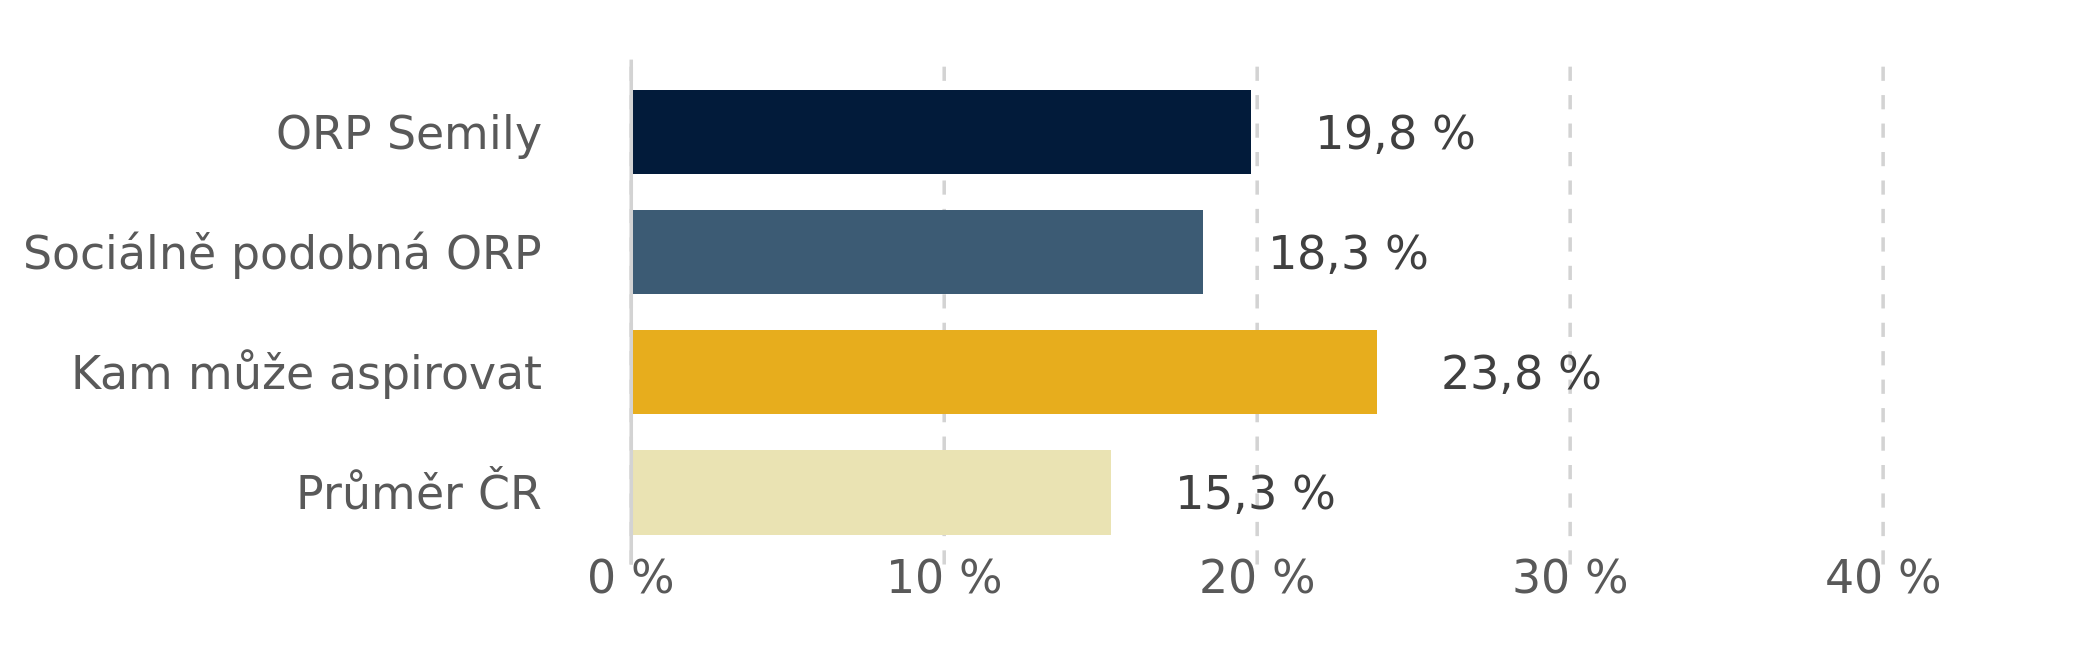 ORP Semily 19,8 %
Sociálně podobná ORP 18,3 %
Kam může aspirovat 23,8 %
Průměr ČR 15,3 %
0 % 10 % 20 % 30 % 40 %